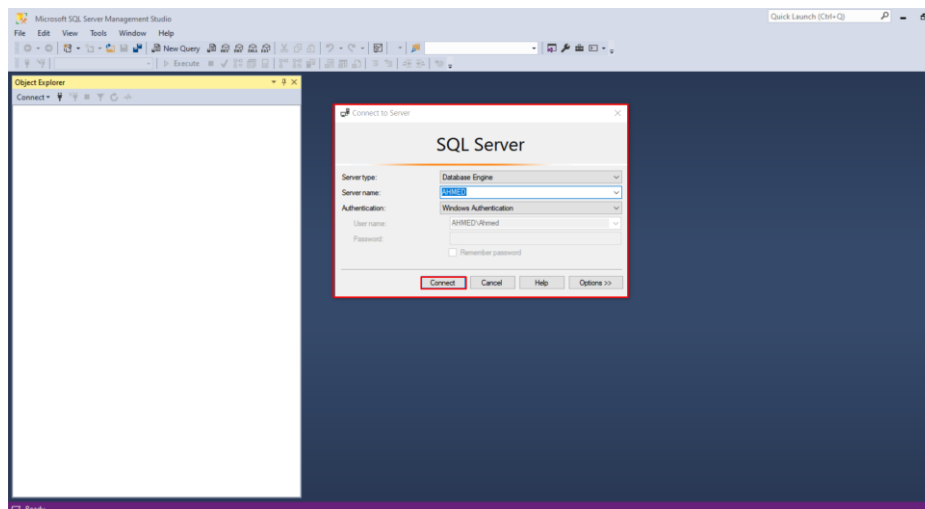 Microsoft SQL Server Management Studio
Quick Launch (Ctrl+Q)
File Edit View Tools Window Help
New Query
Execute
Object Explorer
Connect
Connect to Server
SQL Server
Server type: Database Engine
Server name: AHMED
Authentication: Windows Authentication
User name: AHMED\Ahmed
Password:
Remember password
Connect Cancel Help Options >>
Ready